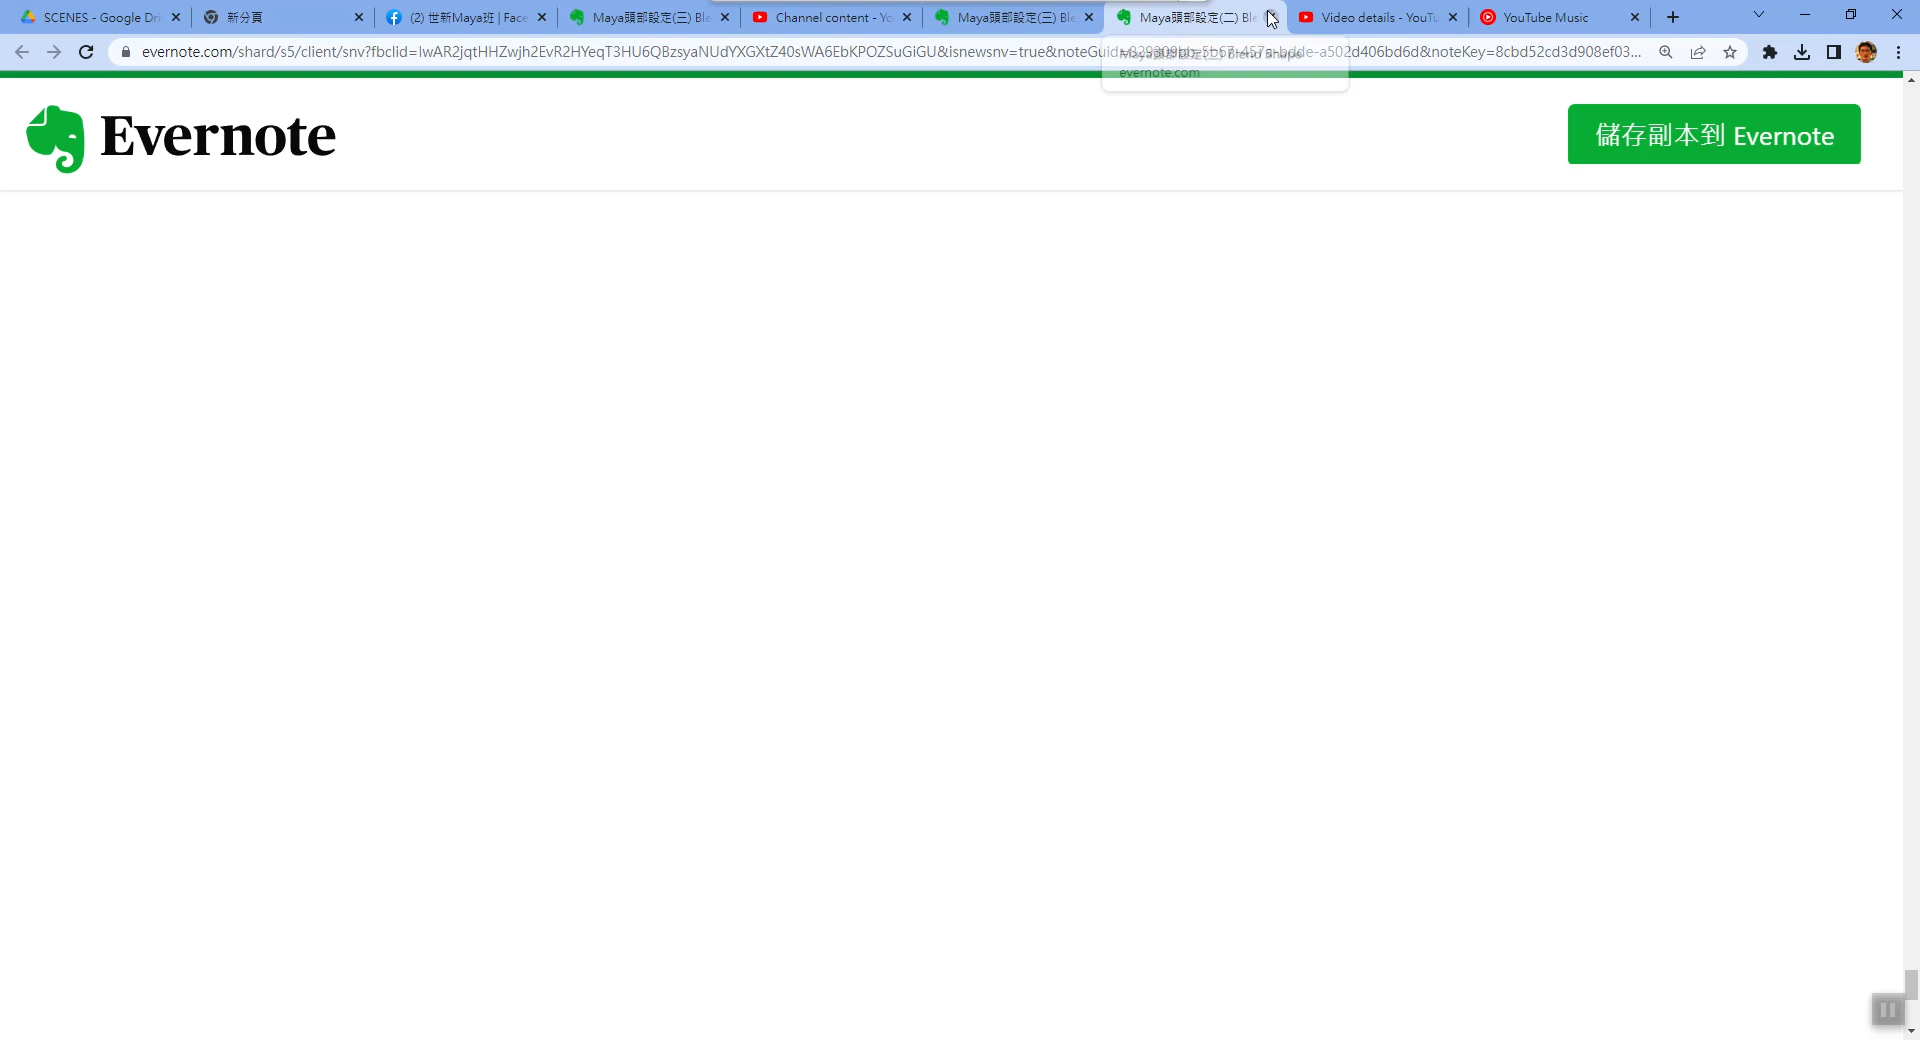 SCENES - Google Dri
新分頁
(2) 世新Maya班 | Face
Maya頭部設定(三) Ble
Channel content - Yo
Maya頭部設定(三) Ble
Maya頭部設定(二) Ble
Video details - YouTu
YouTube Music
evernote.com/shard/s5/client/snv?fbclid=IwAR2jqtHHZwjh2EvR2HYeqT3HU6QBzsyaNUdYXGXtZ40sWA6EbKPOZSuGiGU&isnewsnv=true&noteGuid=
a502d406bd6d&noteKey=8cbd52cd3d908ef03...
evernote.com
Evernote
儲存副本到 Evernote